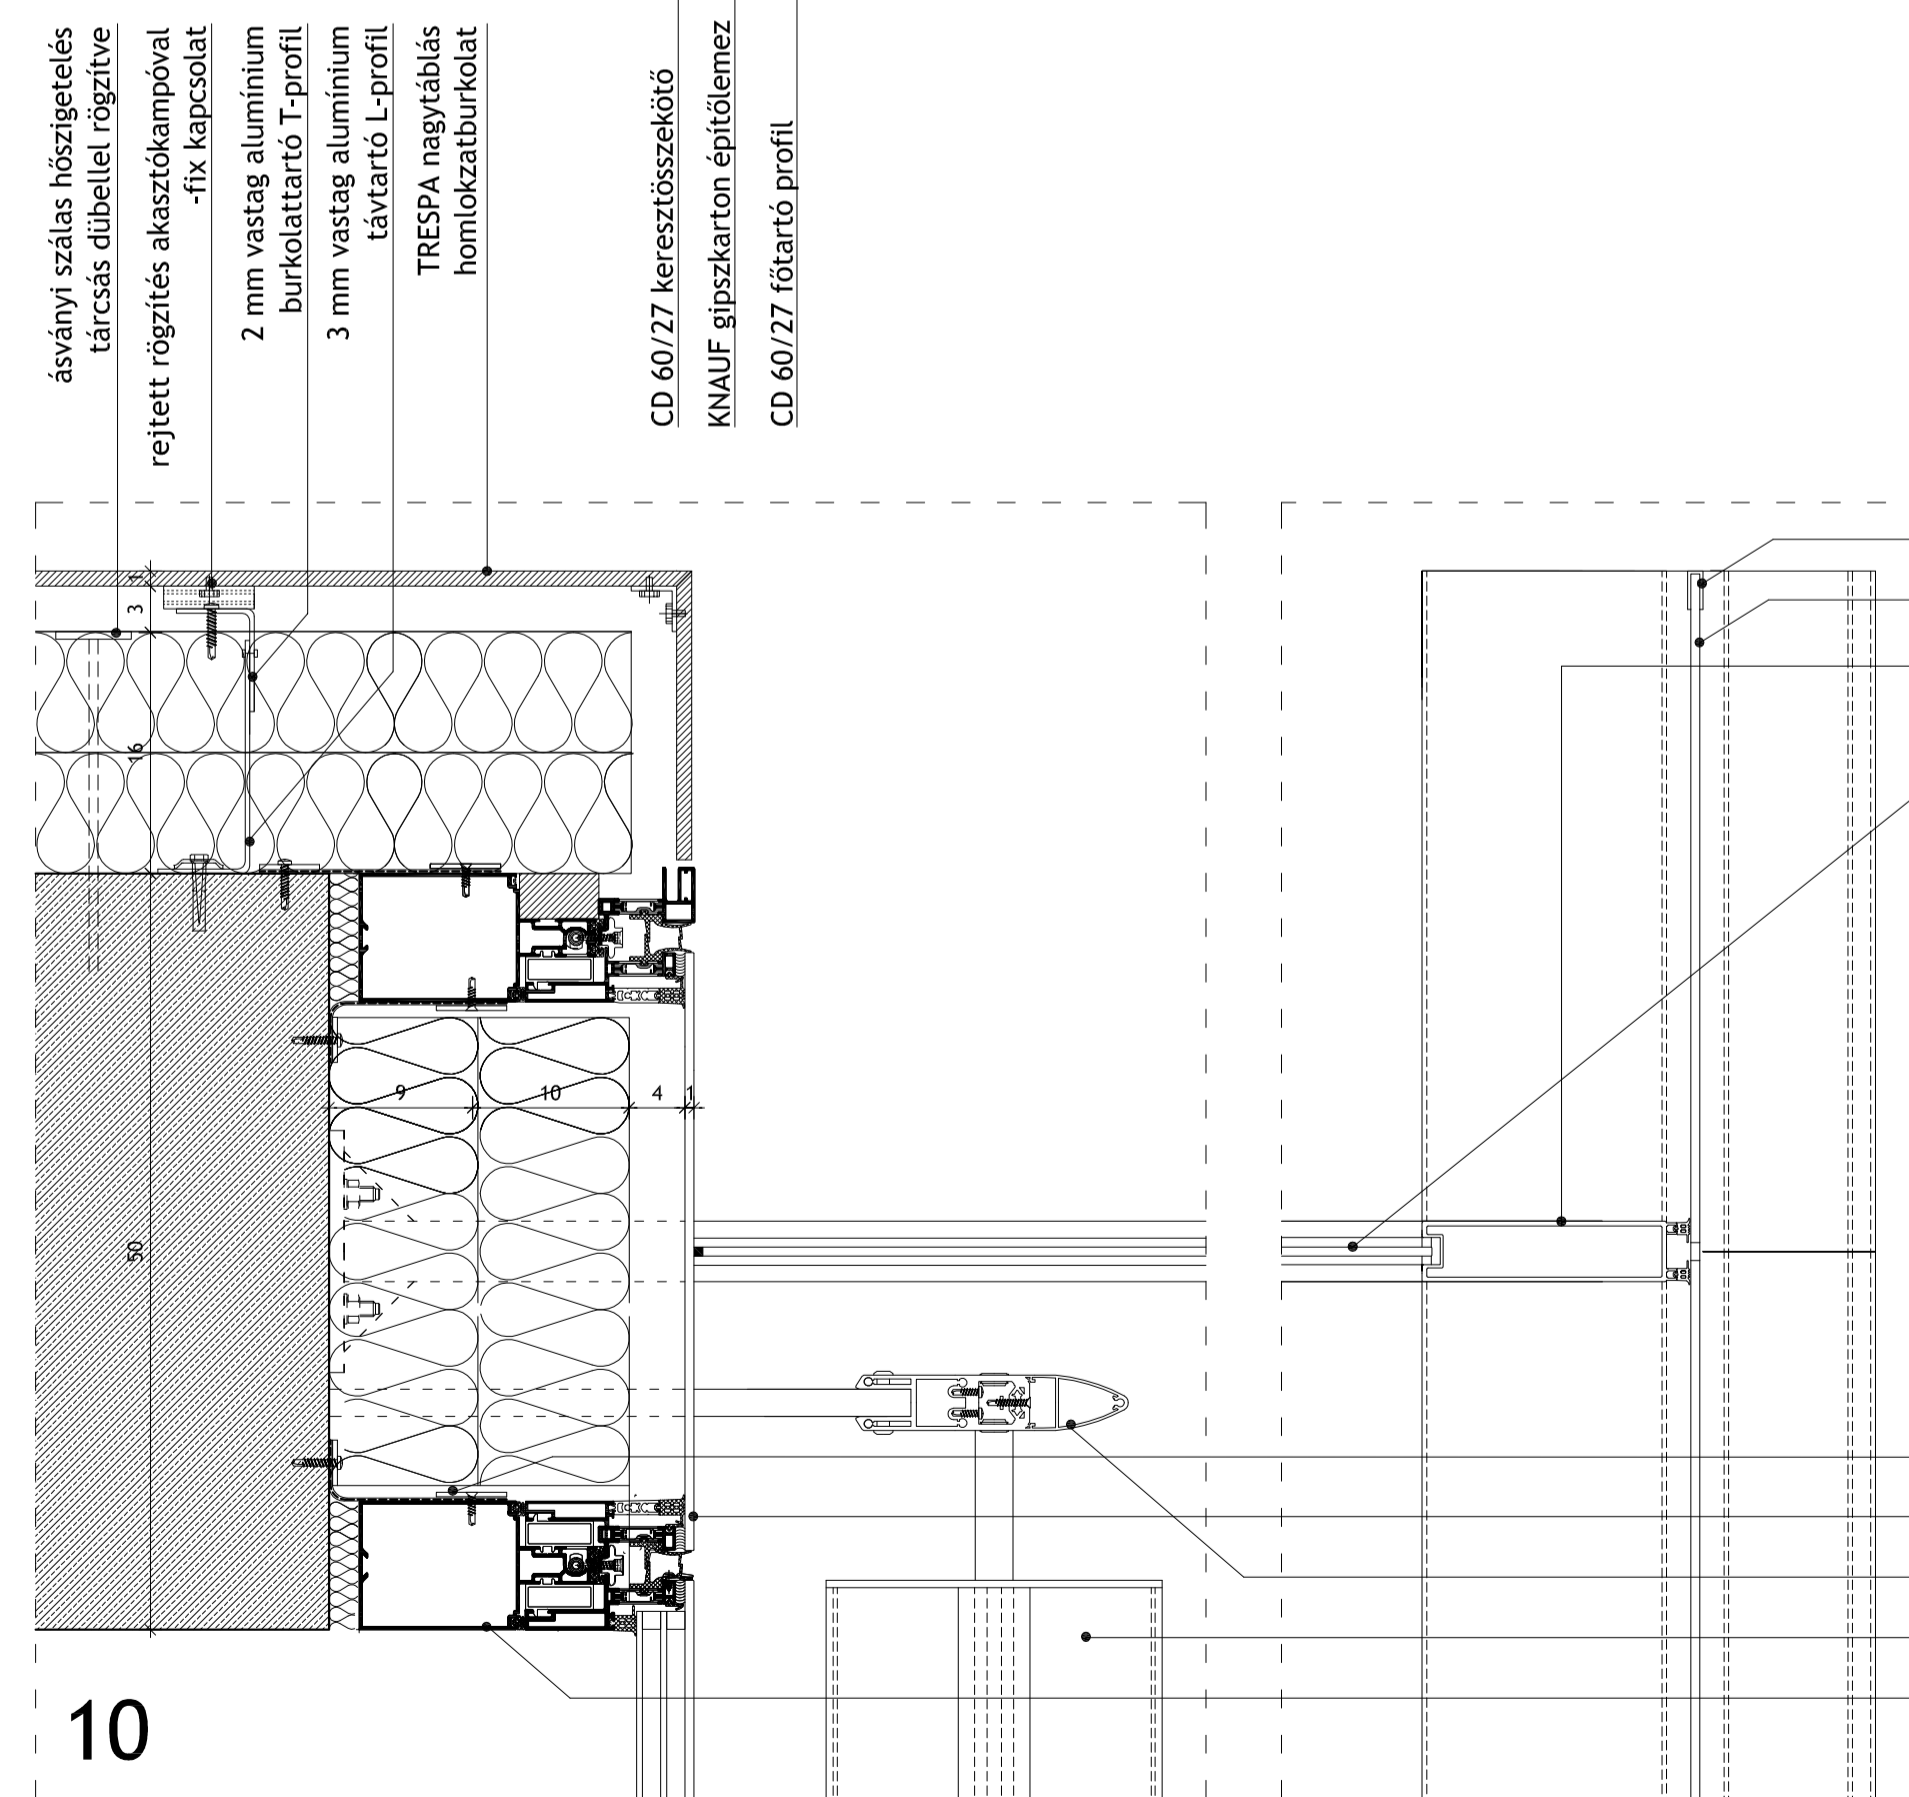 ásványi szálas hőszigetelés
tárcsás dübellel rögzítve
rejtett rögzítés akasztókampóval
-fix kapcsolat
2 mm vastag alumínium
burkolattartó T-profil
3 mm vastag alumínium
távtartó L-profil
TRESPA nagytáblás
homlokzatburkolat
CD 60/27 keresztösszekötő
KNAUF gipszkarton építőlemez
CD 60/27 főtartó profil
1
3
16
50
9
10
4
1
10